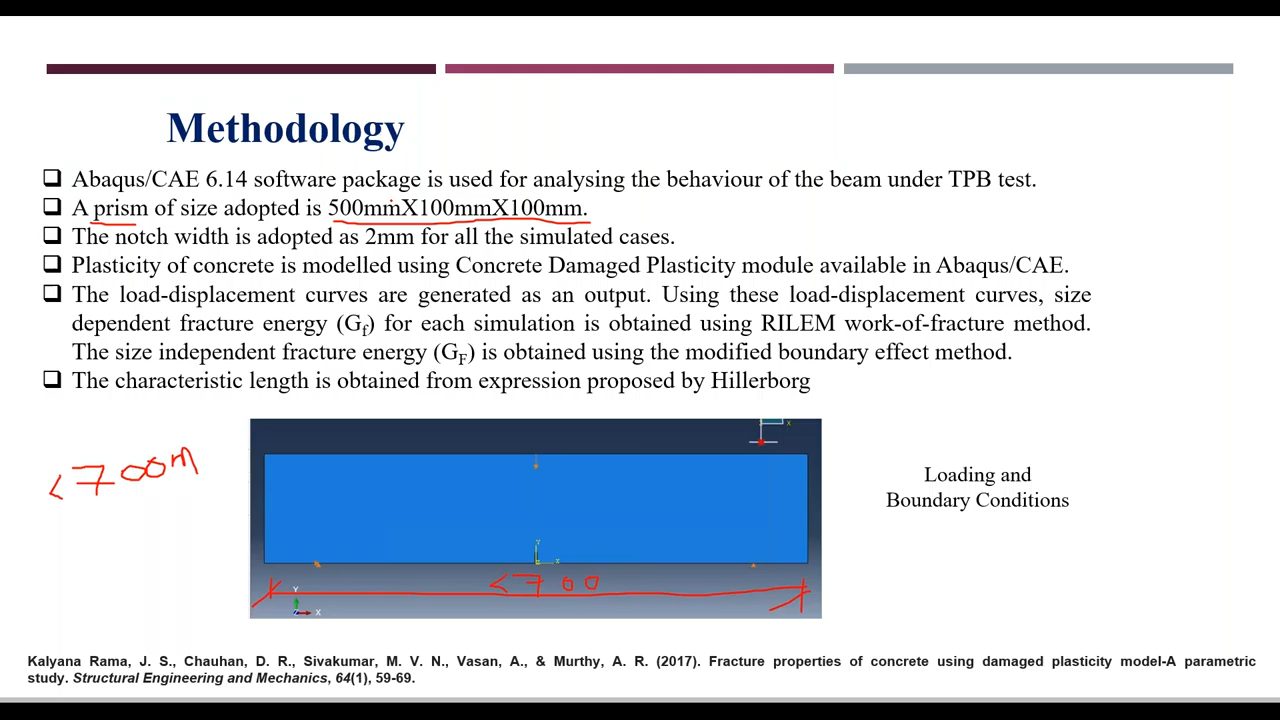 Methodology
❑ Abaqus/CAE 6.14 software package is used for analysing the behaviour of the beam under TPB test.
❑ A prism of size adopted is 500mmX100mmX100mm.
❑ The notch width is adopted as 2mm for all the simulated cases.
❑ Plasticity of concrete is modelled using Concrete Damaged Plasticity module available in Abaqus/CAE.
❑ The load-displacement curves are generated as an output. Using these load-displacement curves, size
dependent fracture energy (Gf) for each simulation is obtained using RILEM work-of-fracture method.
The size independent fracture energy (GF) is obtained using the modified boundary effect method.
❑ The characteristic length is obtained from expression proposed by Hillerborg
<700m
X
Y
X
<700
Y
X
Loading and
Boundary Conditions
Kalyana Rama, J. S., Chauhan, D. R., Sivakumar, M. V. N., Vasan, A., & Murthy, A. R. (2017). Fracture properties of concrete using damaged plasticity model-A parametric
study. Structural Engineering and Mechanics, 64(1), 59-69.